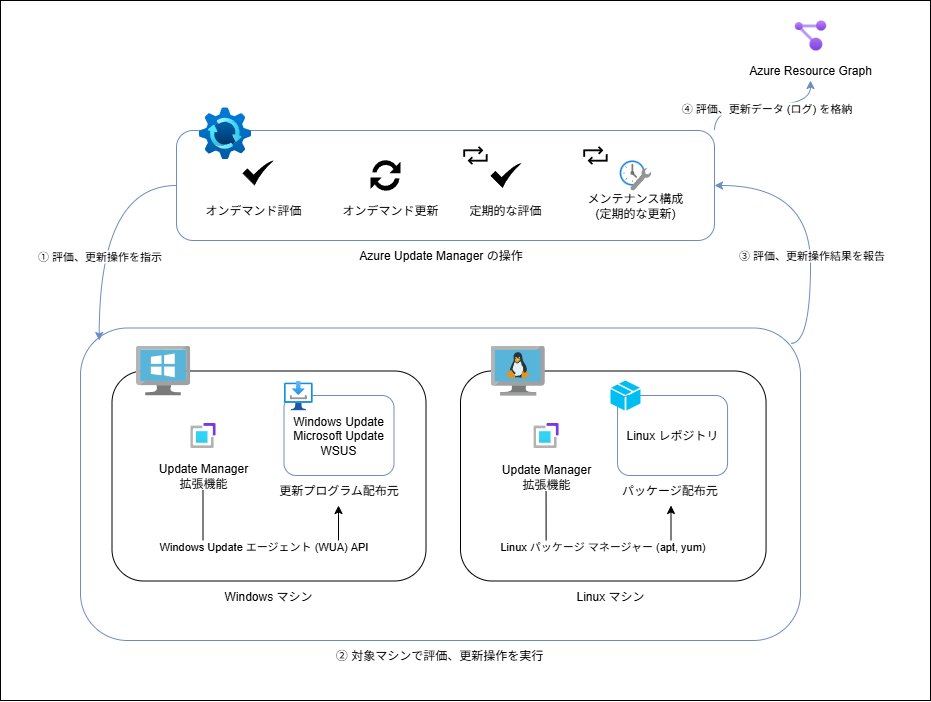 Azure Resource Graph
④ 評価、更新データ (ログ) を格納
オンデマンド評価
オンデマンド更新
定期的な評価
メンテナンス構成
(定期的な更新)
Azure Update Manager の操作
① 評価、更新操作を指示
③ 評価、更新操作結果を報告
Windows Update
Microsoft Update
WSUS
Update Manager
拡張機能
更新プログラム配布元
Windows Update エージェント (WUA) API
Windows マシン
Linux レポジトリ
Update Manager
拡張機能
パッケージ配布元
Linux パッケージ マネージャー (apt, yum)
Linux マシン
② 対象マシンで評価、更新操作を実行